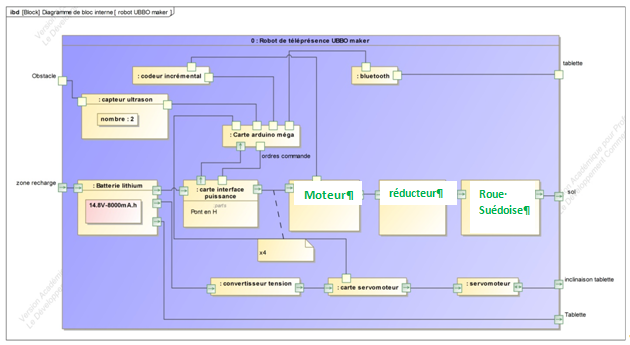 ibd [Block] Diagramme de bloc interne [ robot UBBO maker ]
0 : Robot de téléprésence UBBO maker
Obstacle
: codeur incrémental
: bluetooth
tablette
: capteur ultrason
nombre : 2
: Carte arduino méga
ordres commande
zone recharge
: Batterie lithium
14.8V-8000mA.h
: carte interface
puissance
parts
Pont en H
Moteur¶
réducteur¶
Roue·
Suédoise¶
sol
x4
: convertisseur tension
: carte servomoteur
: servomoteur
inclinaison tablette
Tablette